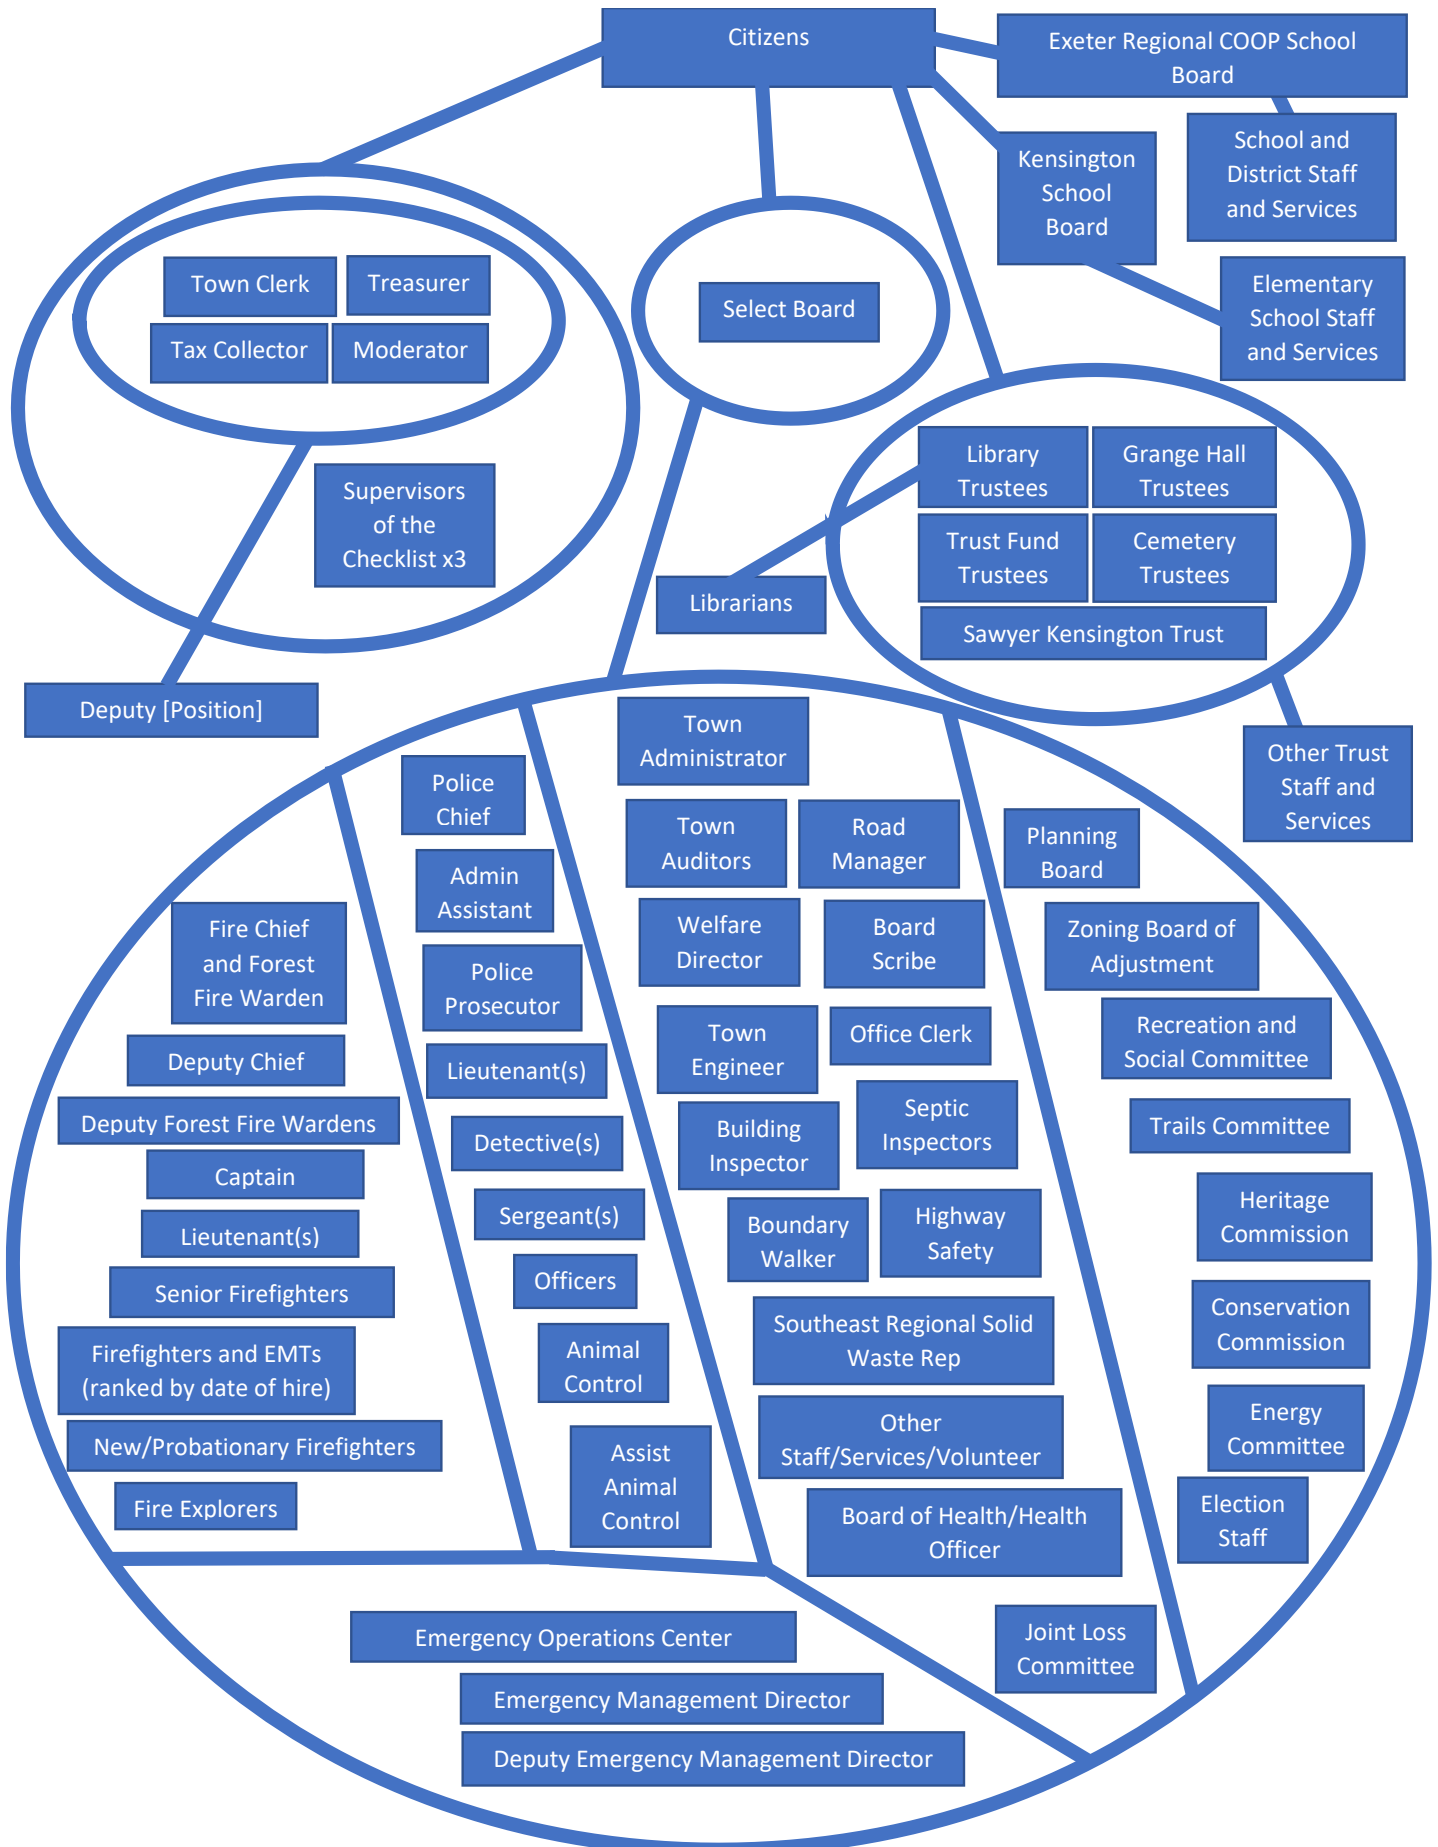 Citizens
Exeter Regional COOP School
Board
School and
District Staff
and Services
Kensington
School
Board
Elementary
School Staff
and Services
Town Clerk
Treasurer
Tax Collector
Moderator
Supervisors
of the
Checklist x3
Deputy [Position]
Select Board
Library
Trustees
Grange Hall
Trustees
Trust Fund
Trustees
Cemetery
Trustees
Sawyer Kensington Trust
Librarians
Other Trust
Staff and
Services
Fire Chief
and Forest
Fire Warden
Deputy Chief
Deputy Forest Fire Wardens
Captain
Lieutenant(s)
Senior Firefighters
Firefighters and EMTs
(ranked by date of hire)
New/Probationary Firefighters
Fire Explorers
Police
Chief
Admin
Assistant
Police
Prosecutor
Lieutenant(s)
Detective(s)
Sergeant(s)
Officers
Animal
Control
Assist
Animal
Control
Town
Administrator
Town
Auditors
Road
Manager
Welfare
Director
Board
Scribe
Town
Engineer
Office Clerk
Building
Inspector
Septic
Inspectors
Boundary
Walker
Highway
Safety
Southeast Regional Solid
Waste Rep
Other
Staff/Services/Volunteer
Board of Health/Health
Officer
Joint Loss
Committee
Planning
Board
Zoning Board of
Adjustment
Recreation and
Social Committee
Trails Committee
Heritage
Commission
Conservation
Commission
Energy
Committee
Election
Staff
Emergency Operations Center
Emergency Management Director
Deputy Emergency Management Director